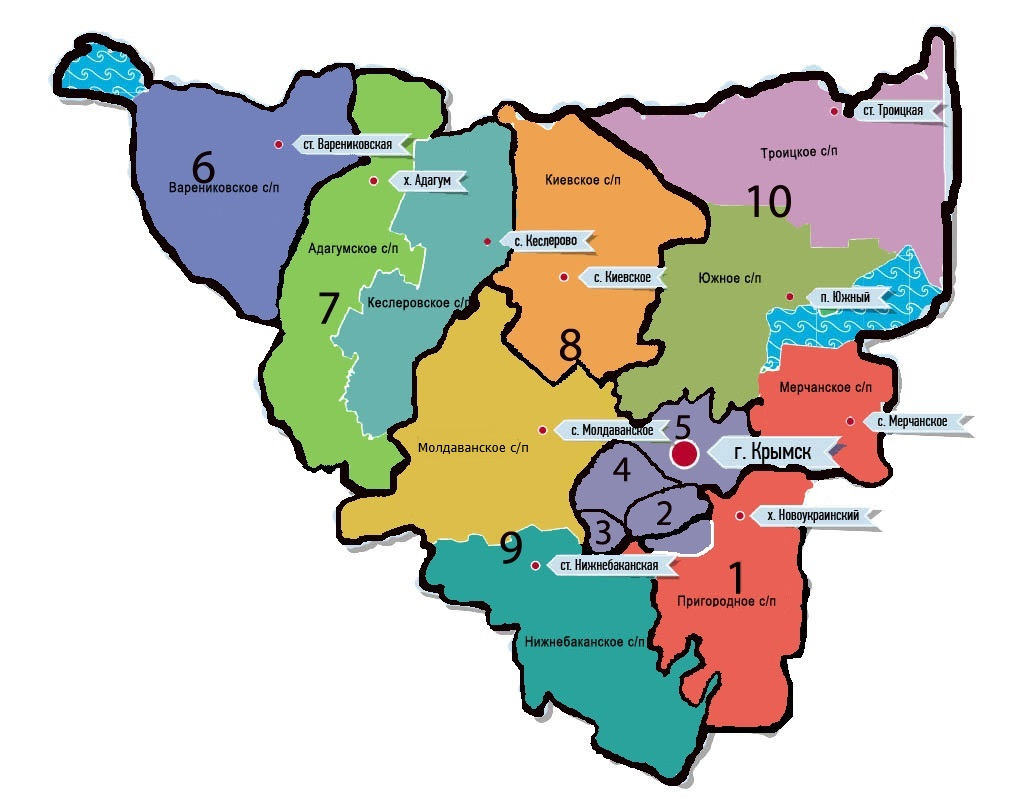 ст. Троицкая
ст. Варениковская
Троицкое с/п
6
х. Адагум
Киевское с/п
Варениковское с/п
10
Адагумское с/п
с. Кеслерово
с. Киевское
Южное с/п
7
Кеслеровское с/п
п. Южный
8
Мерчанское с/п
с. Мерчанское
с. Молдаванское
5
Молдаванское с/п
г. Крымск
4
2
х. Новоукраинский
3
9
ст. Нижнебаканская
1
Пригородное с/п
Нижнебаканское с/п